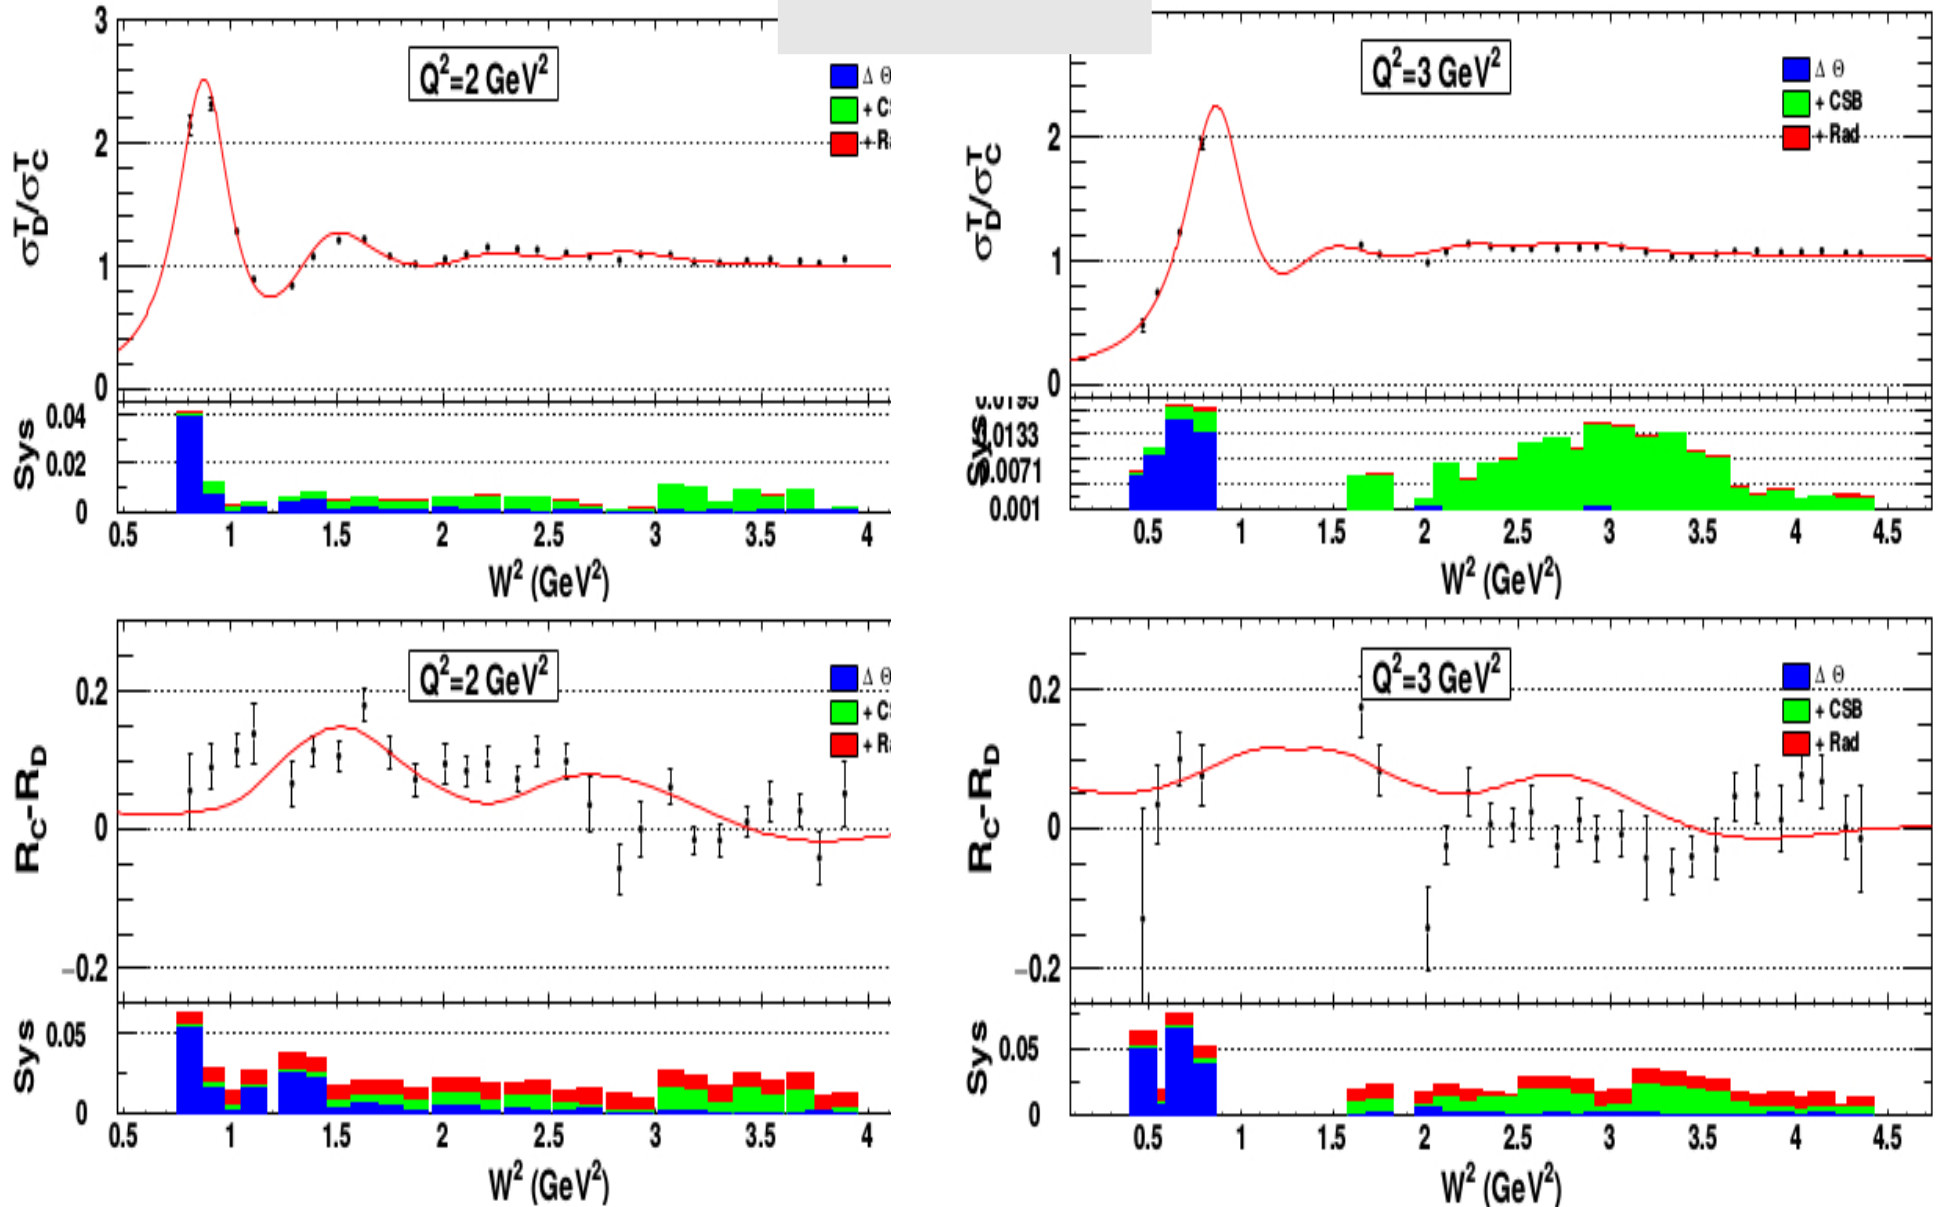 3
2
1
0
σ_D^T/σ_C^T
Q²=2 GeV²
Δ Θ
+ C
+ R
Sys
0.04
0.02
0
0.5 1 1.5 2 2.5 3 3.5 4
W² (GeV²)
2
1
0
σ_D^T/σ_C^T
Q²=3 GeV²
Δ Θ
+ CSB
+ Rad
Sys
0.0071
0.001
0.5 1 1.5 2 2.5 3 3.5 4 4.5
W² (GeV²)
0.2
0
−0.2
R_C-R_D
Q²=2 GeV²
Δ Θ
+ C
+ R
Sys
0.05
0
0.5 1 1.5 2 2.5 3 3.5 4
W² (GeV²)
0.2
0
−0.2
R_C-R_D
Q²=3 GeV²
Δ Θ
+ CSB
+ Rad
Sys
0.05
0
0.5 1 1.5 2 2.5 3 3.5 4 4.5
W² (GeV²)